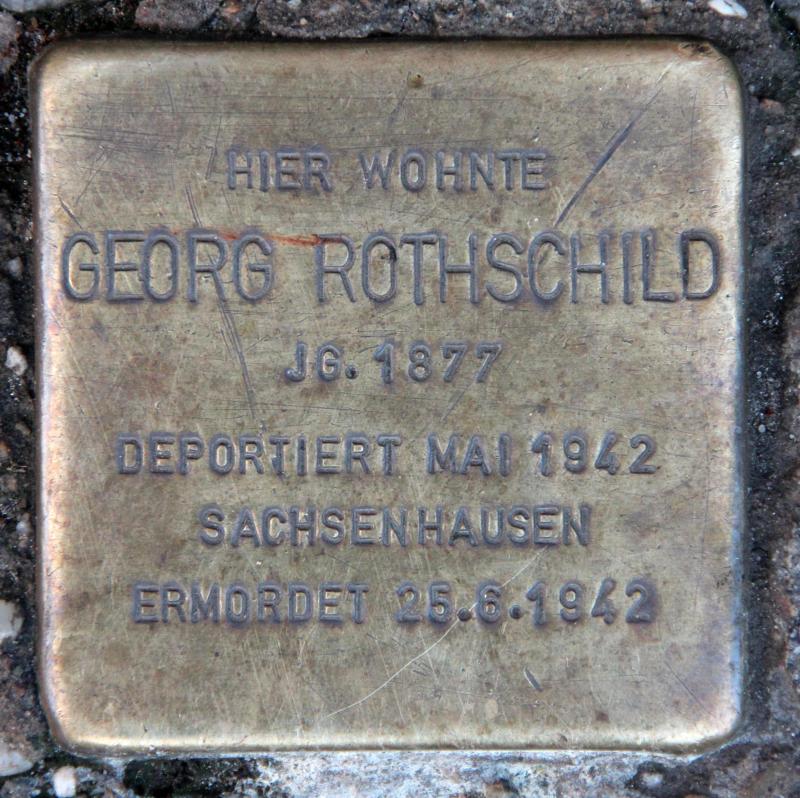 HIER WOHNTE
GEORG ROTHSCHILD
JG. 1877
DEPORTIERT MAI 1942
SACHSENHAUSEN
ERMORDET 25.6.1942